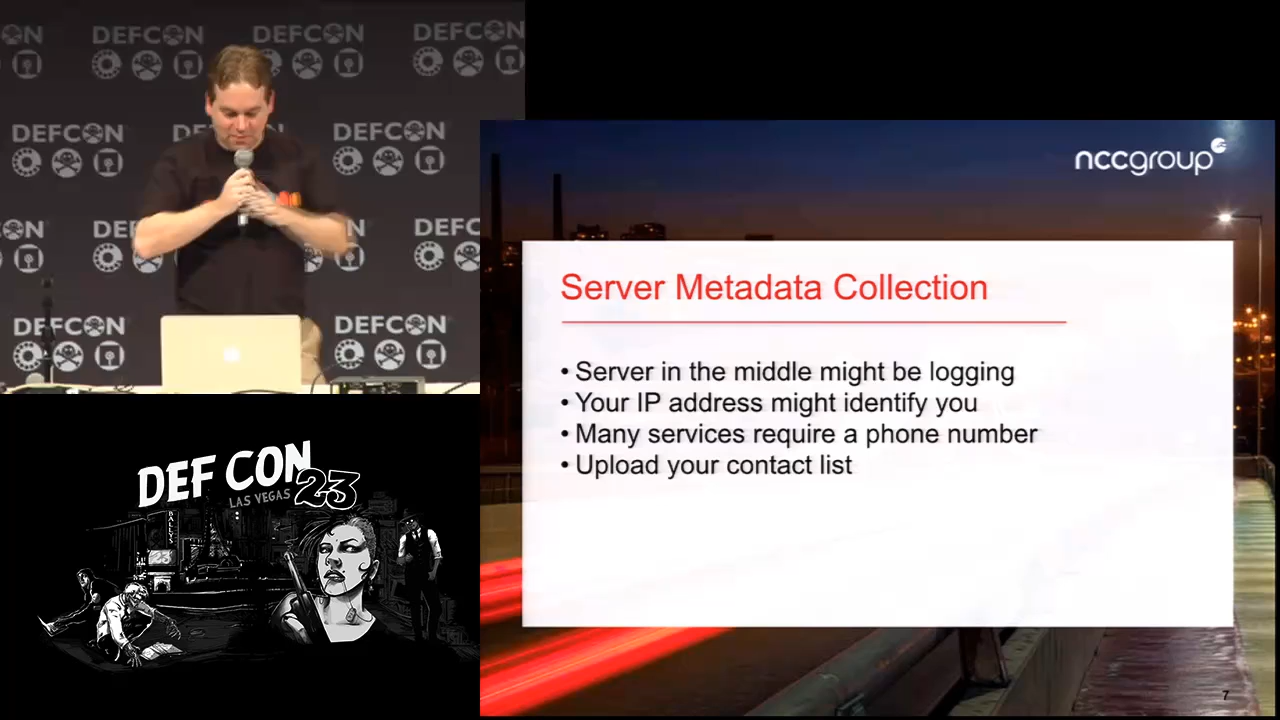 DEFCON DEFCON DEFCON
DEFCON DEFCON
DEFCON
DEFCON DEFCON
DEF CON 23
LAS VEGAS
BALLYS
nccgroup
Server Metadata Collection
• Server in the middle might be logging
• Your IP address might identify you
• Many services require a phone number
• Upload your contact list
7